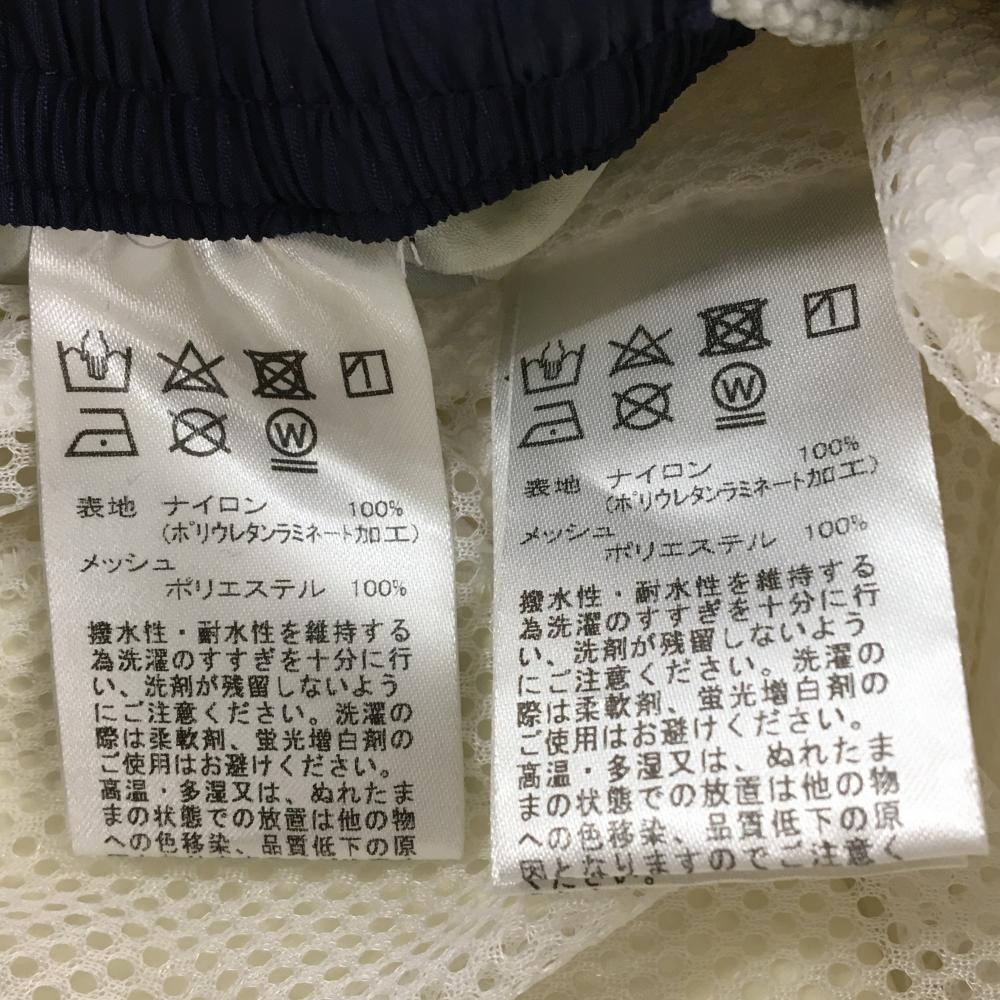 W
表地 ナイロン 100%
(ポリウレタンラミネート加工)
メッシュ
ポリエステル 100%
撥水性・耐水性を維持する
為洗濯のすすぎを十分に行
い、洗剤が残留しないよう
にご注意ください。洗濯の
際は柔軟剤、蛍光増白剤の
ご使用はお避けください。
高温・多湿又は、ぬれたま
まの状態での放置は他の物
への色移染、品質低下の原
W
表地 ナイロン 100%
(ポリウレタンラミネート加工)
メッシュ
ポリエステル 100%
撥水性・耐水性を維持する
為洗濯のすすぎを十分に行
い、洗剤が残留しないよう
にご注意ください。洗濯の
際は柔軟剤、蛍光増白剤の
ご使用はお避けください。
高温・多湿又は、ぬれたま
まの状態での放置は他の物
への色移染、品質低下の原
因となりますのでご注意く